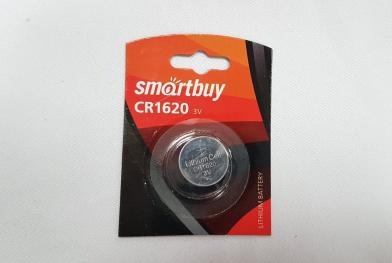 smartbuy
CR1620 3V
Lithium Cell
CR1620
3V
LITHIUM BATTERY